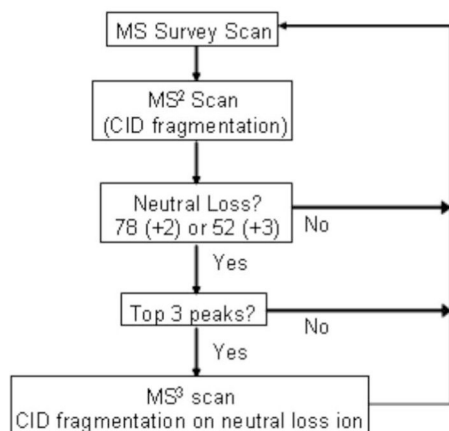 MS Survey Scan
MS² Scan
(CID fragmentation)
Neutral Loss?
78 (+2) or 52 (+3)
No
Yes
Top 3 peaks?
No
Yes
MS³ scan
CID fragmentation on neutral loss ion